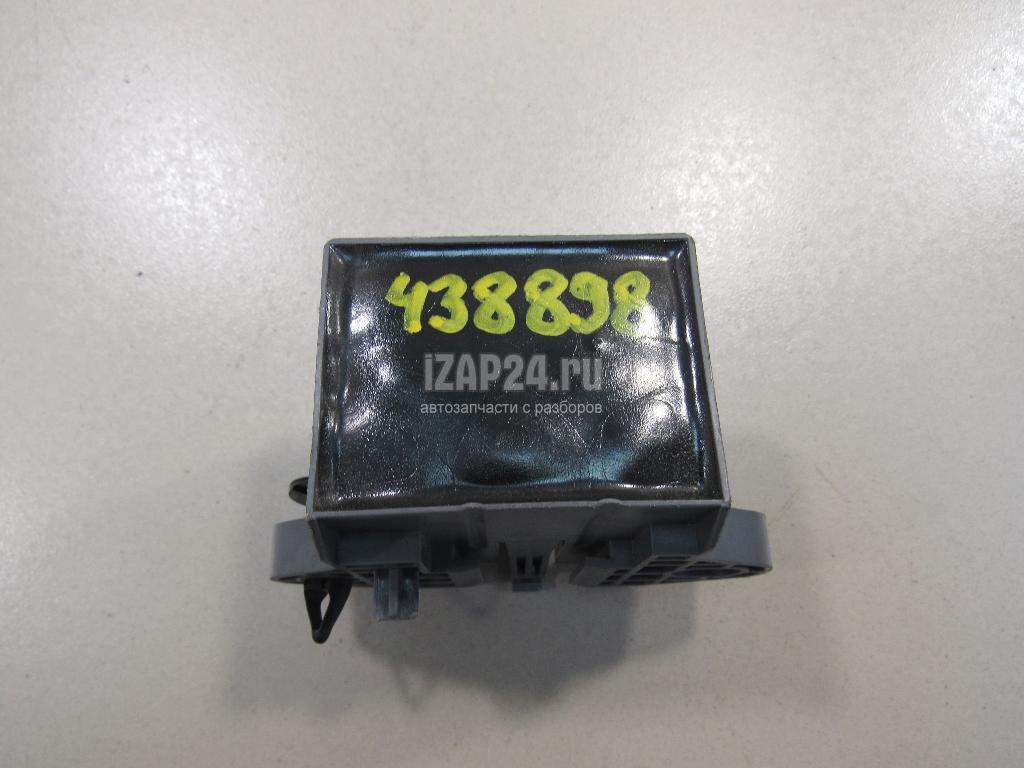 438898
iZAP24.ru
автозапчасти с разборов